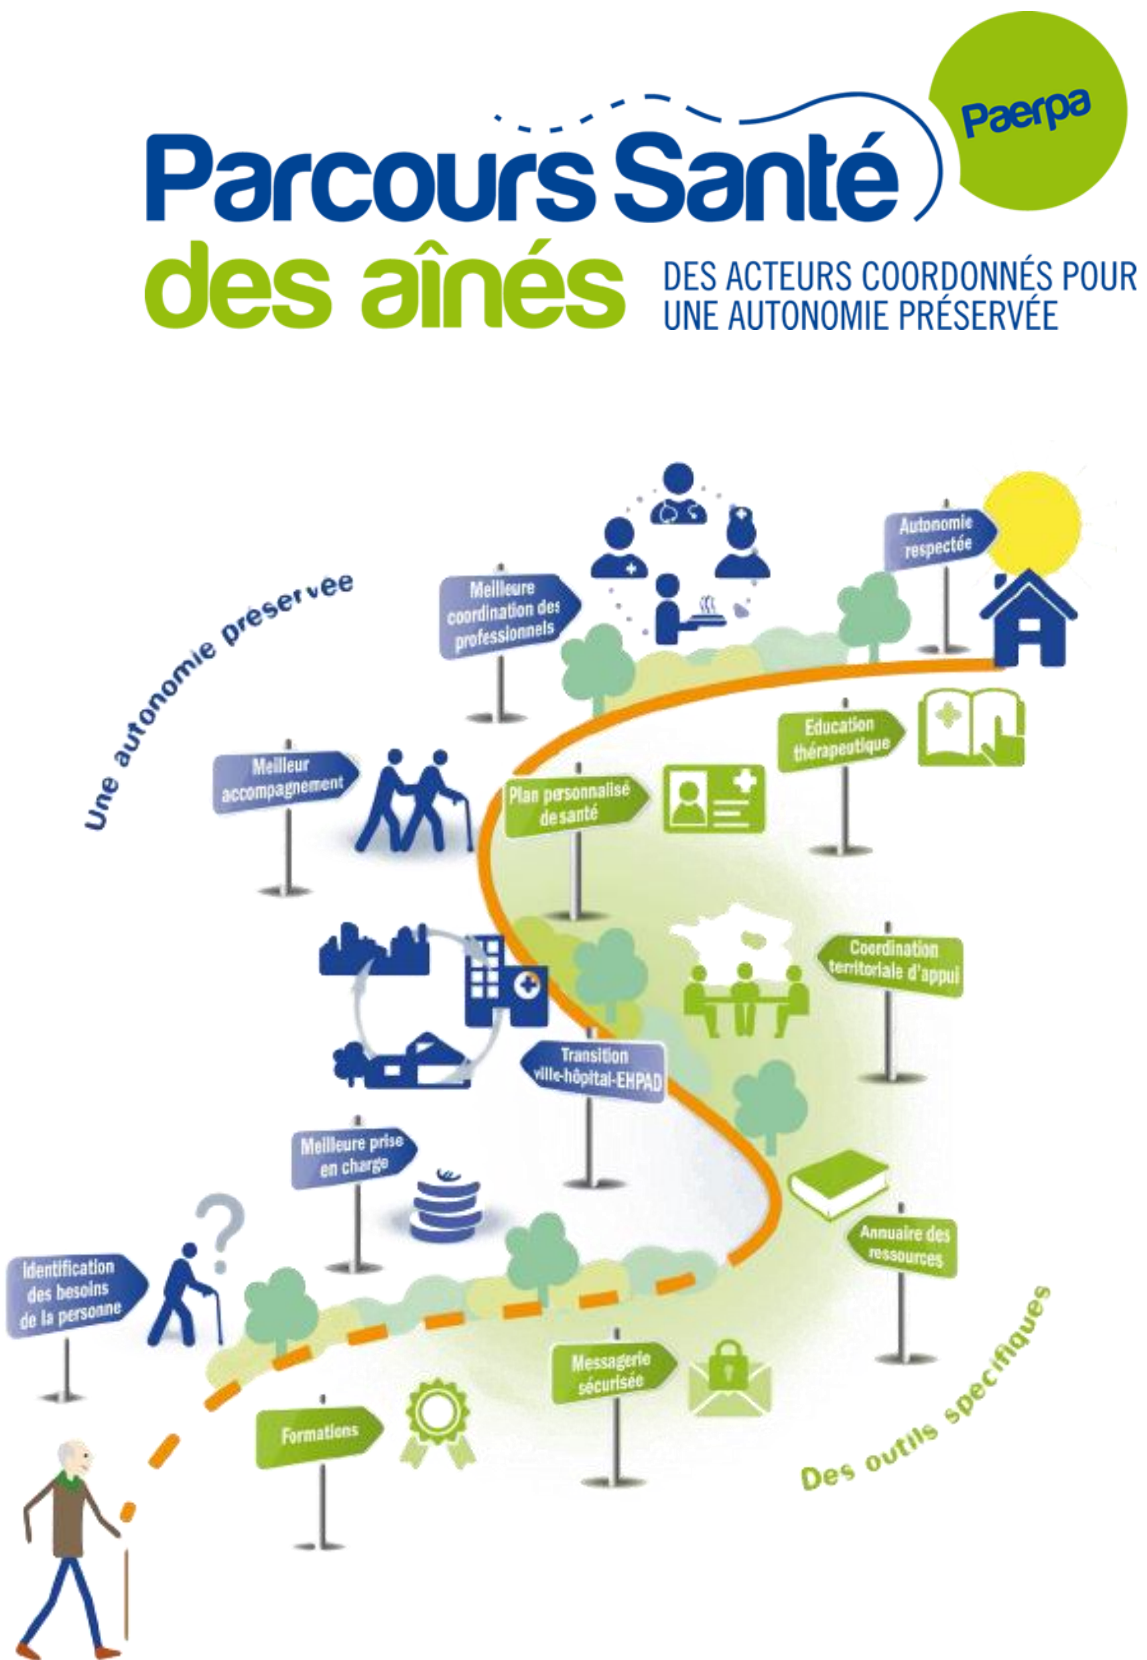 Paerpa
Parcours Santé
des aînés
DES ACTEURS COORDONNÉS POUR
UNE AUTONOMIE PRÉSERVÉE
Autonomie
respectée
Meilleure
coordination des
professionnels
Une autonomie préservée
Education
thérapeutique
Meilleur
accompagnement
Plan personnalisé
de santé
Coordination
territoriale d'appui
Transition
ville-hôpital-EHPAD
Meilleure prise
en charge
Annuaire des
ressources
Identification
des besoins
de la personne
Messagerie
sécurisée
Formations
Des outils spécifiques